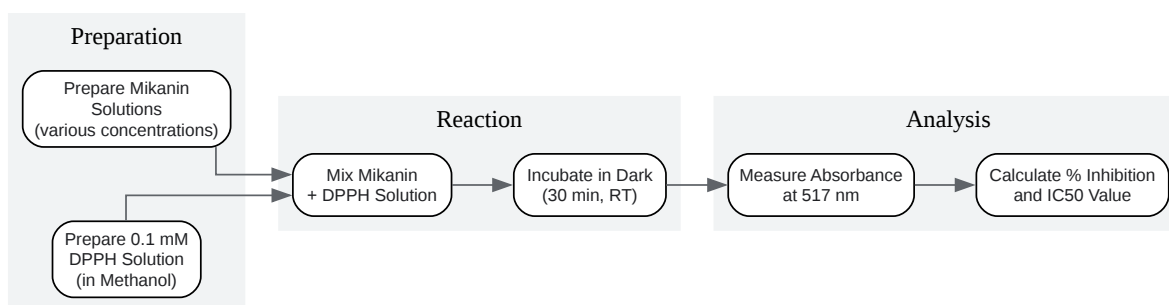 Preparation
Prepare Mikanin
Solutions
(various concentrations)
Prepare 0.1 mM
DPPH Solution
(in Methanol)
Reaction
Mix Mikanin
+ DPPH Solution
Incubate in Dark
(30 min, RT)
Analysis
Measure Absorbance
at 517 nm
Calculate % Inhibition
and IC50 Value